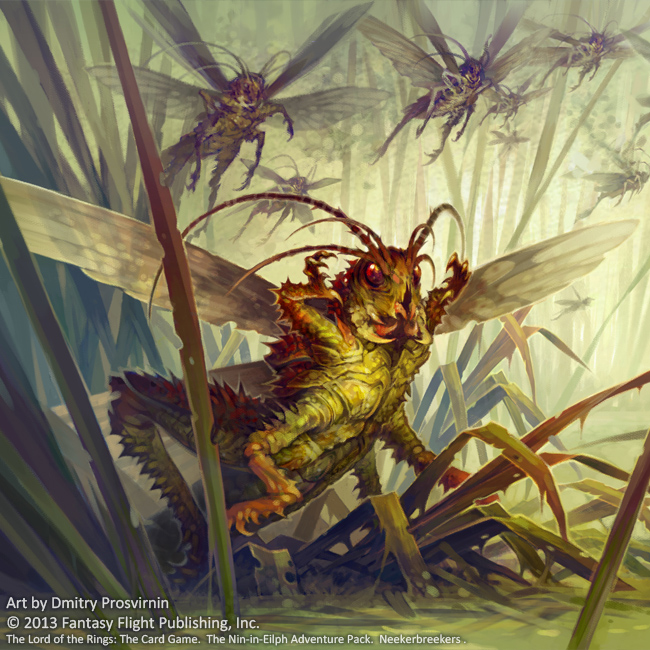 Art by Dmitry Prosvirnin
© 2013 Fantasy Flight Publishing, Inc.
The Lord of the Rings: The Card Game.  The Nin-in-Eilph Adventure Pack.  Neekerbreekers .